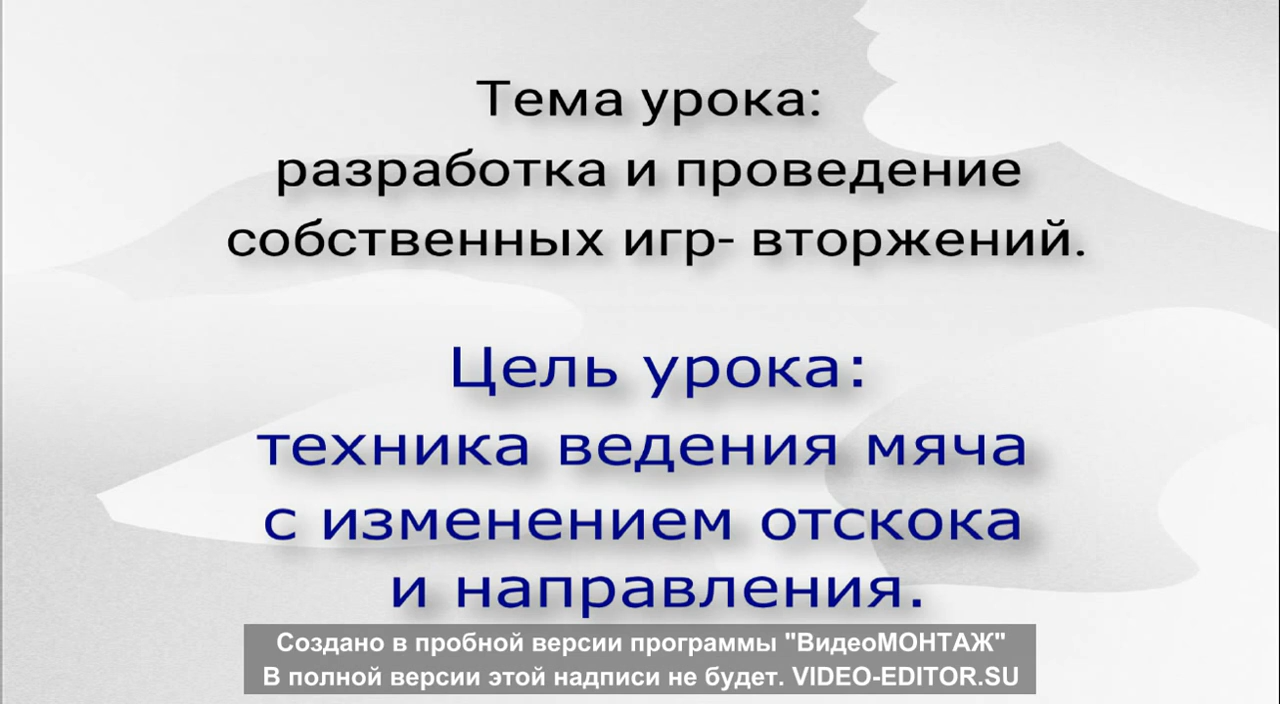 Тема урока:
разработка и проведение
собственных игр- вторжений.
Цель урока:
техника ведения мяча
с изменением отскока
и направления.
Создано в пробной версии программы "ВидеоМОНТАЖ"
В полной версии этой надписи не будет. VIDEO-EDITOR.SU